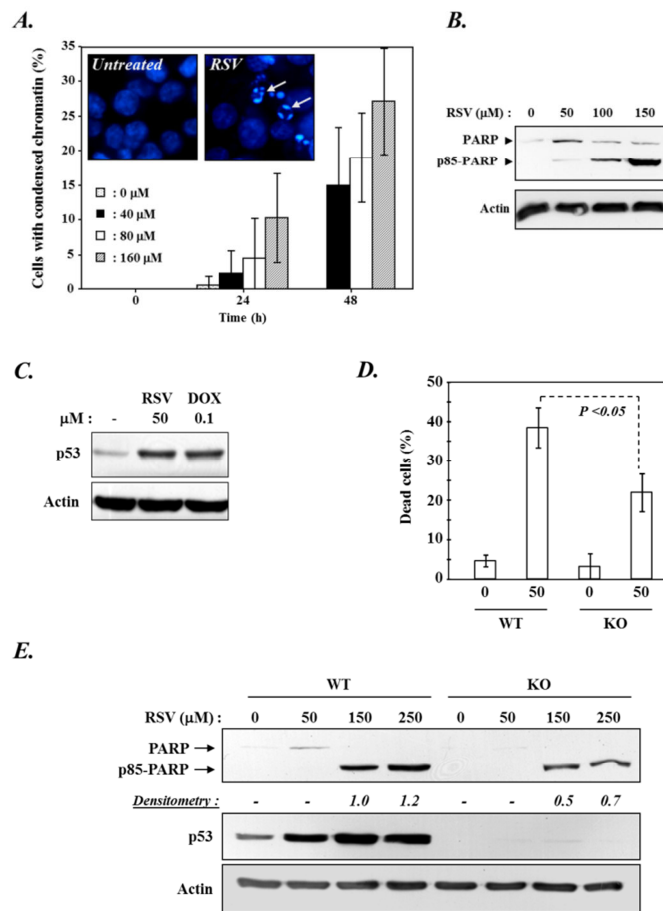 A.
Cells with condensed chromatin (%)
35
30
25
20
15
10
5
0
Untreated
RSV
: 0 µM
: 40 µM
: 80 µM
: 160 µM
0 24 48
Time (h)
B.
RSV (µM) : 0 50 100 150
PARP
p85-PARP
Actin
C.
RSV DOX
µM : - 50 0.1
p53
Actin
D.
Dead cells (%)
50
40
30
20
10
0
P <0.05
0 50 0 50
WT KO
E.
WT KO
RSV (µM) : 0 50 150 250 0 50 150 250
PARP
p85-PARP
Densitometry : - - 1.0 1.2 - - 0.5 0.7
p53
Actin